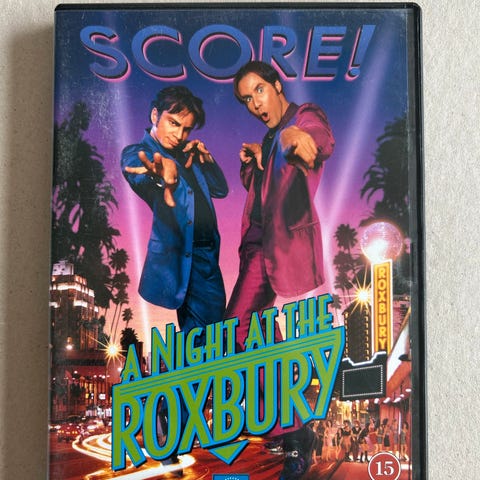 SCORE!
A NIGHT AT THE
ROXBURY
ROXBURY
15